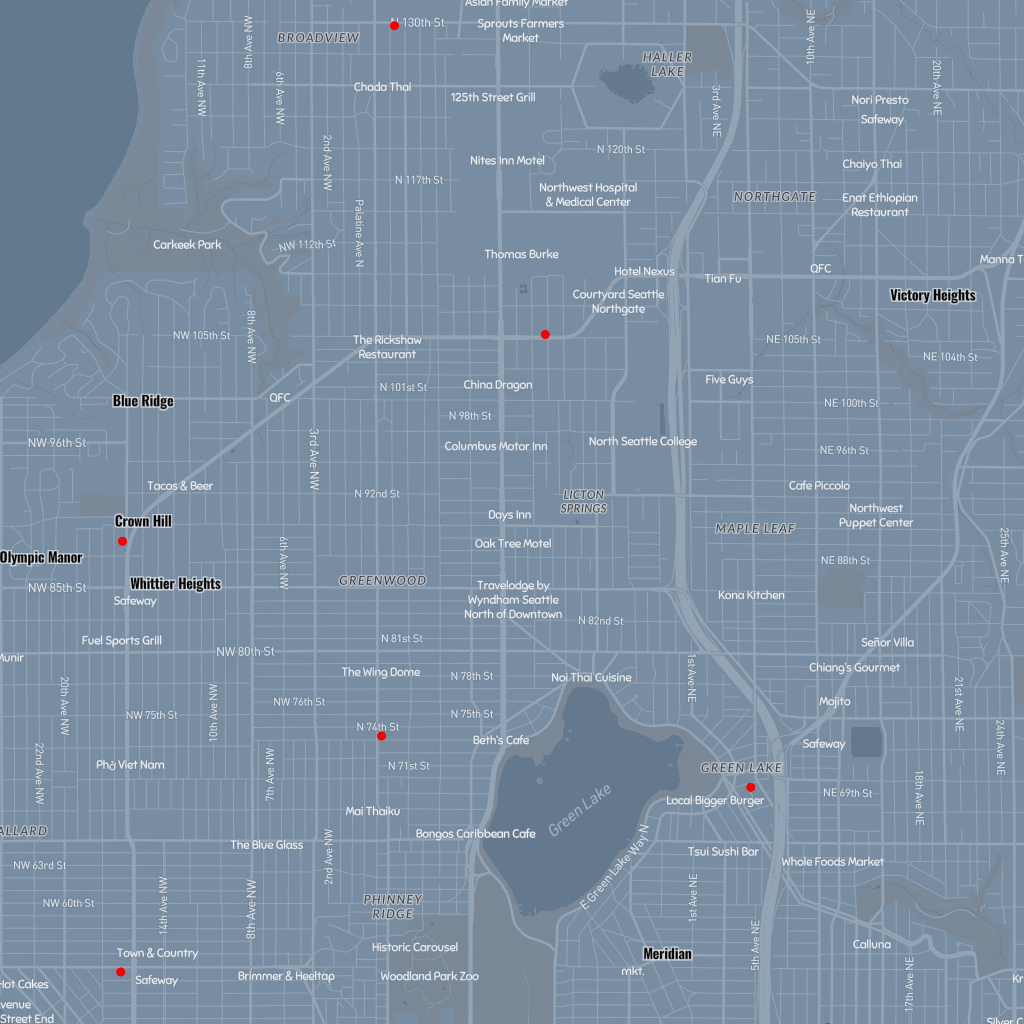 Asian Family Market
N 130th St
Sprouts Farmers
Market
BROADVIEW
8th Ave NW
10th Ave NE
HALLER
LAKE
11th Ave NW
6th Ave NW
20th Ave NE
Chada Thai
125th Street Grill
3rd Ave NE
Nori Presto
Safeway
2nd Ave NW
N 120th St
Nites Inn Motel
Chaiyo Thai
N 117th St
Northwest Hospital
& Medical Center
NORTHGATE
Enat Ethiopian
Restaurant
Palatine Ave N
Carkeek Park
NW 112th St
Thomas Burke
Manna T
Hotel Nexus
Tian Fu
QFC
Courtyard Seattle
Northgate
Victory Heights
NW 105th St
8th Ave NW
The Rickshaw
Restaurant
NE 105th St
NE 104th St
N 101st St
China Dragon
Five Guys
QFC
Blue Ridge
NE 100th St
N 98th St
NW 96th St
3rd Ave NW
Columbus Motor Inn
North Seattle College
NE 96th St
Tacos & Beer
N 92nd St
Cafe Piccolo
LICTON
SPRINGS
Days Inn
Northwest
Puppet Center
Crown Hill
MAPLE LEAF
Oak Tree Motel
25th Ave NE
Olympic Manor
6th Ave NW
NE 88th St
NW 85th St
Whittier Heights
GREENWOOD
Travelodge by
Wyndham Seattle
North of Downtown
Safeway
Kona Kitchen
N 82nd St
Fuel Sports Grill
N 81st St
Señor Villa
Munir
NW 80th St
Chiang's Gourmet
The Wing Dome
N 78th St
Noi Thai Cuisine
1st Ave NE
20th Ave NW
10th Ave NW
NW 76th St
Mojito
21st Ave NE
NW 75th St
N 75th St
N 74th St
24th Ave NE
22nd Ave NW
Beth's Cafe
Safeway
Phở Viet Nam
7th Ave NW
N 71st St
GREEN LAKE
18th Ave NE
NE 69th St
Green Lake
Local Bigger Burger
Mai Thaiku
ALLARD
Bongos Caribbean Cafe
The Blue Glass
2nd Ave NW
E Green Lake Way N
Tsui Sushi Bar
Whole Foods Market
NW 63rd St
14th Ave NW
8th Ave NW
1st Ave NE
NW 60th St
PHINNEY
RIDGE
5th Ave NE
Town & Country
Historic Carousel
Meridian
Calluna
Safeway
Brimmer & Heeltap
Woodland Park Zoo
mkt.
17th Ave NE
Hot Cakes
Kr
venue
Street End
Silver C